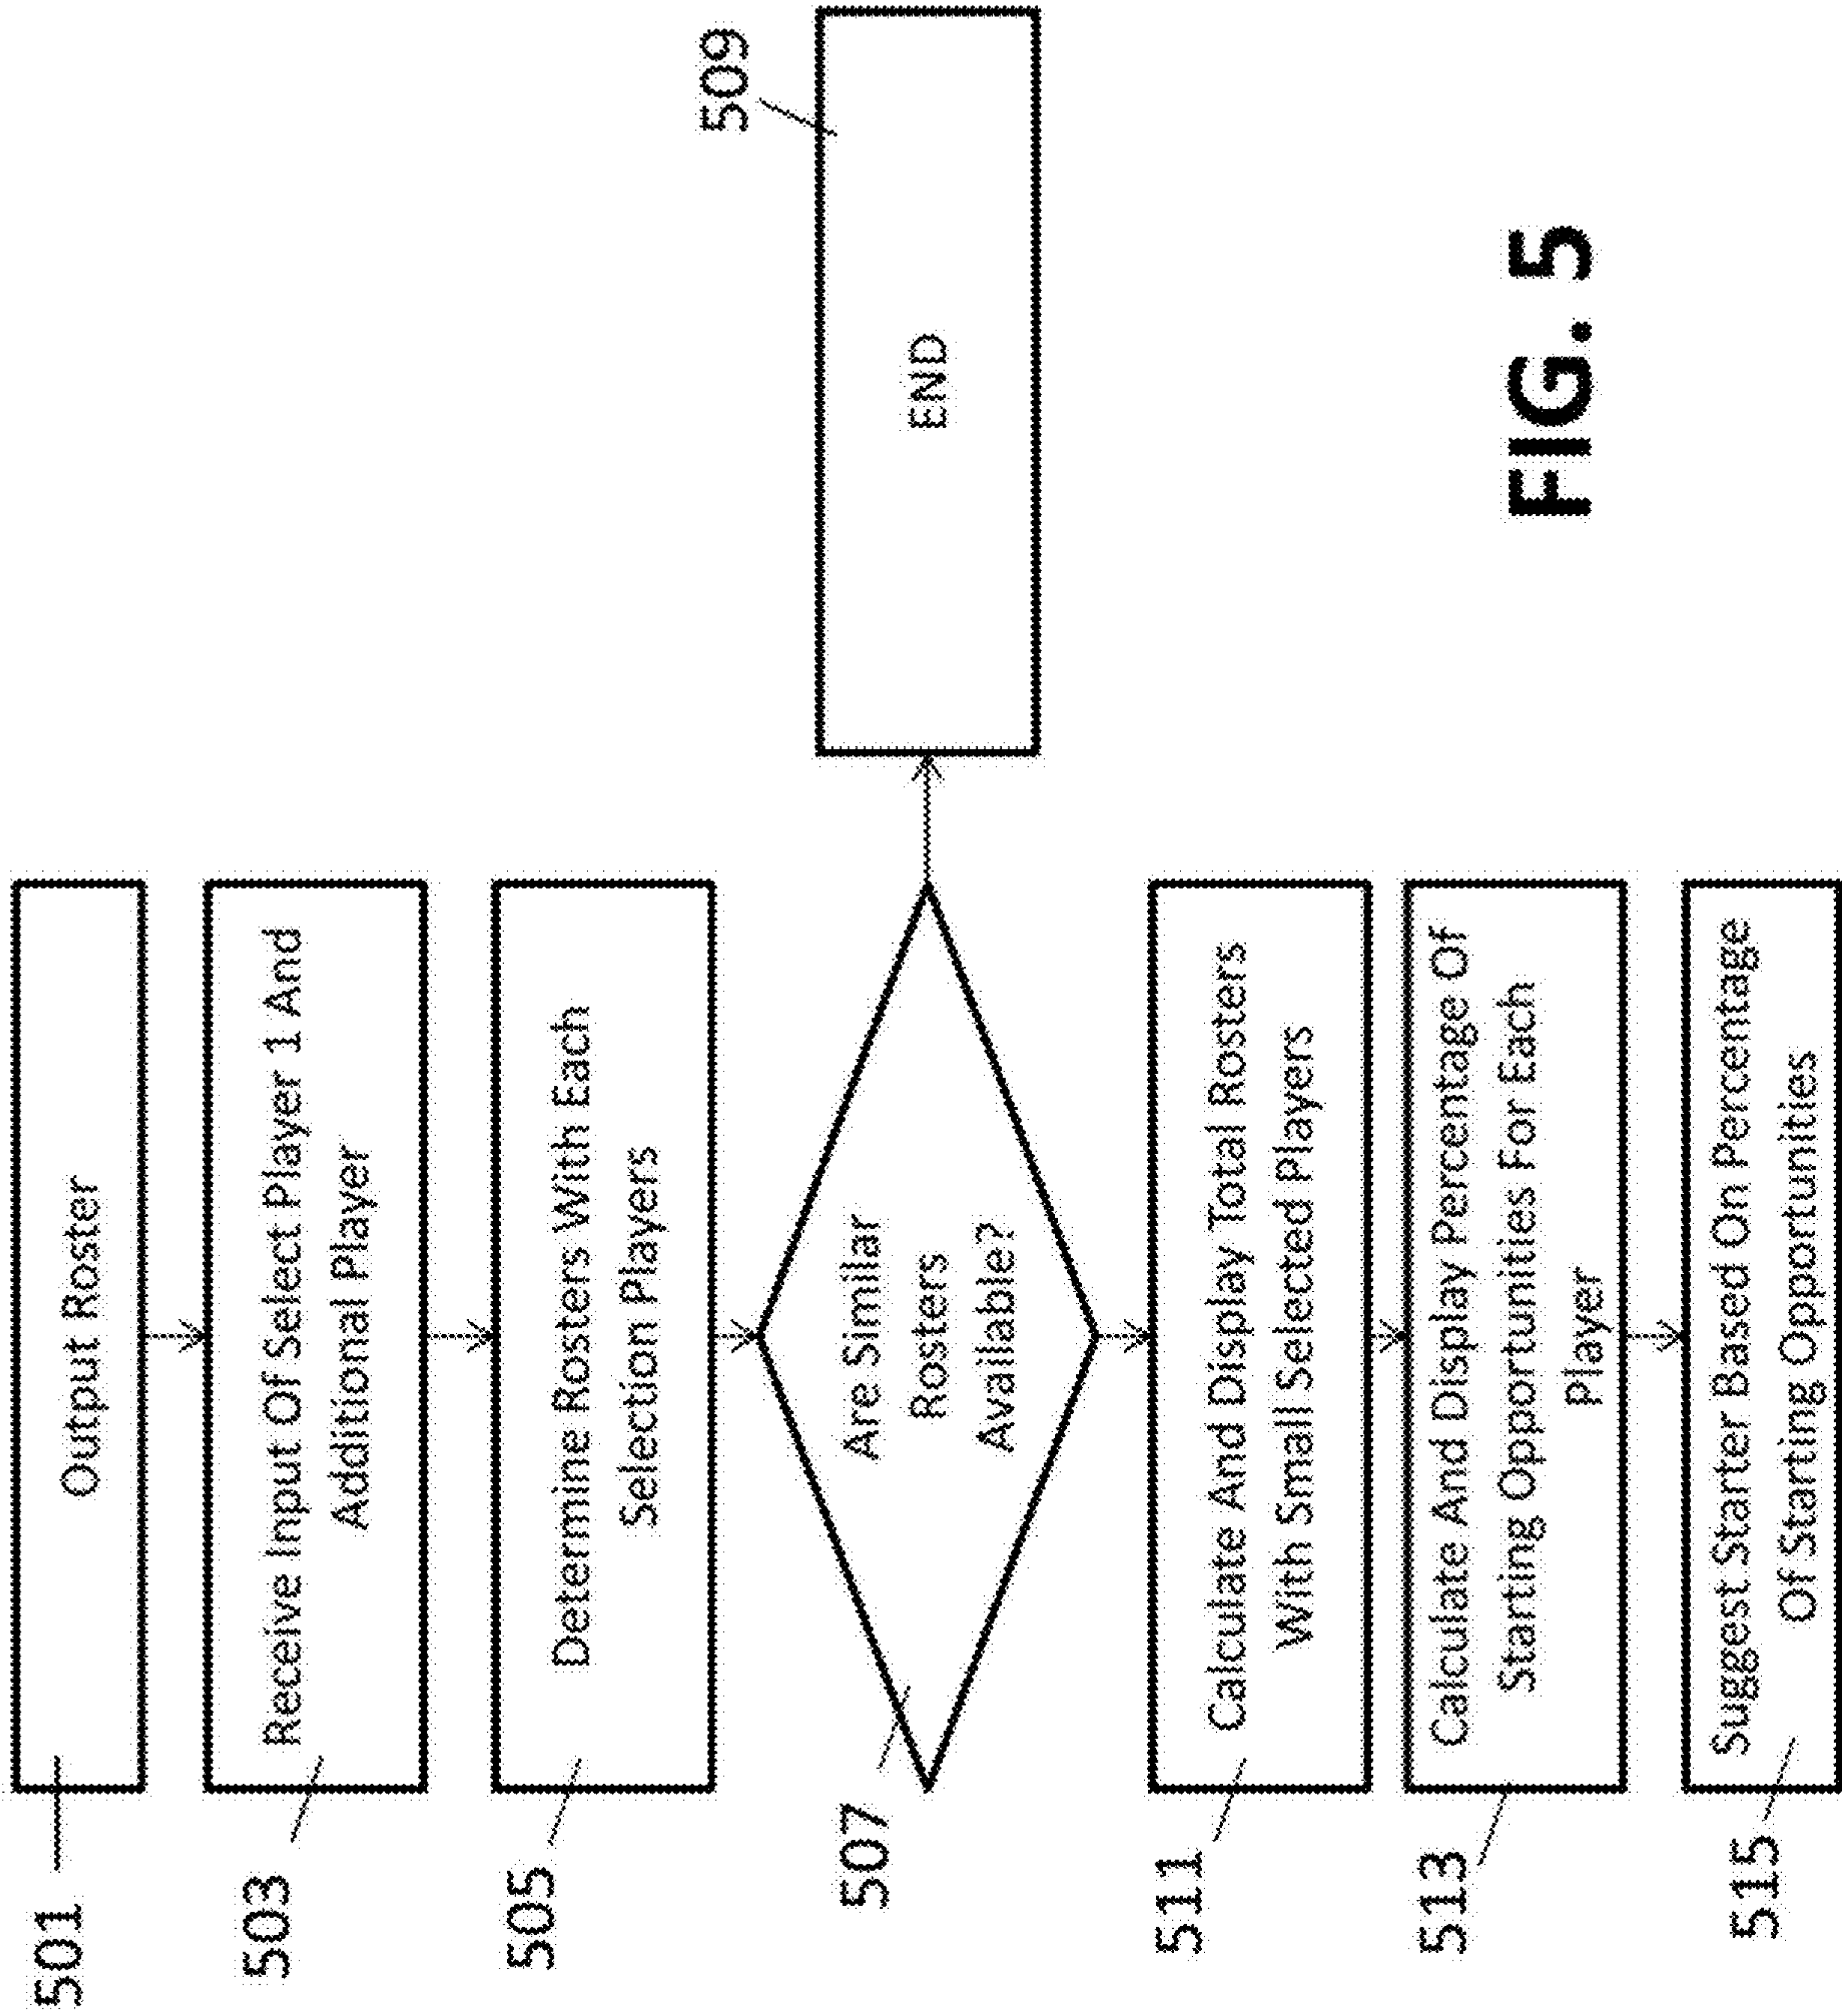 501
Output Roster
503
Receive Input Of Select Player 1 And
Additional Player
505
Determine Rosters With Each
Selection Players
507
Are Similar
Rosters
Available?
509
END
511
Calculate And Display Total Rosters
With Small Selected Players
513
Calculate And Display Percentage Of
Starting Opportunities For Each
Player
515
Suggest Starter Based On Percentage
Of Starting Opportunities
FIG. 5